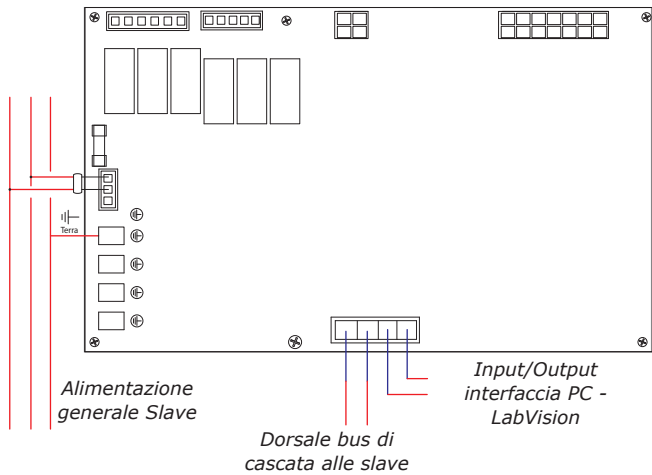 Terra
Alimentazione
generale Slave
Input/Output
interfaccia PC -
LabVision
Dorsale bus di
cascata alle slave